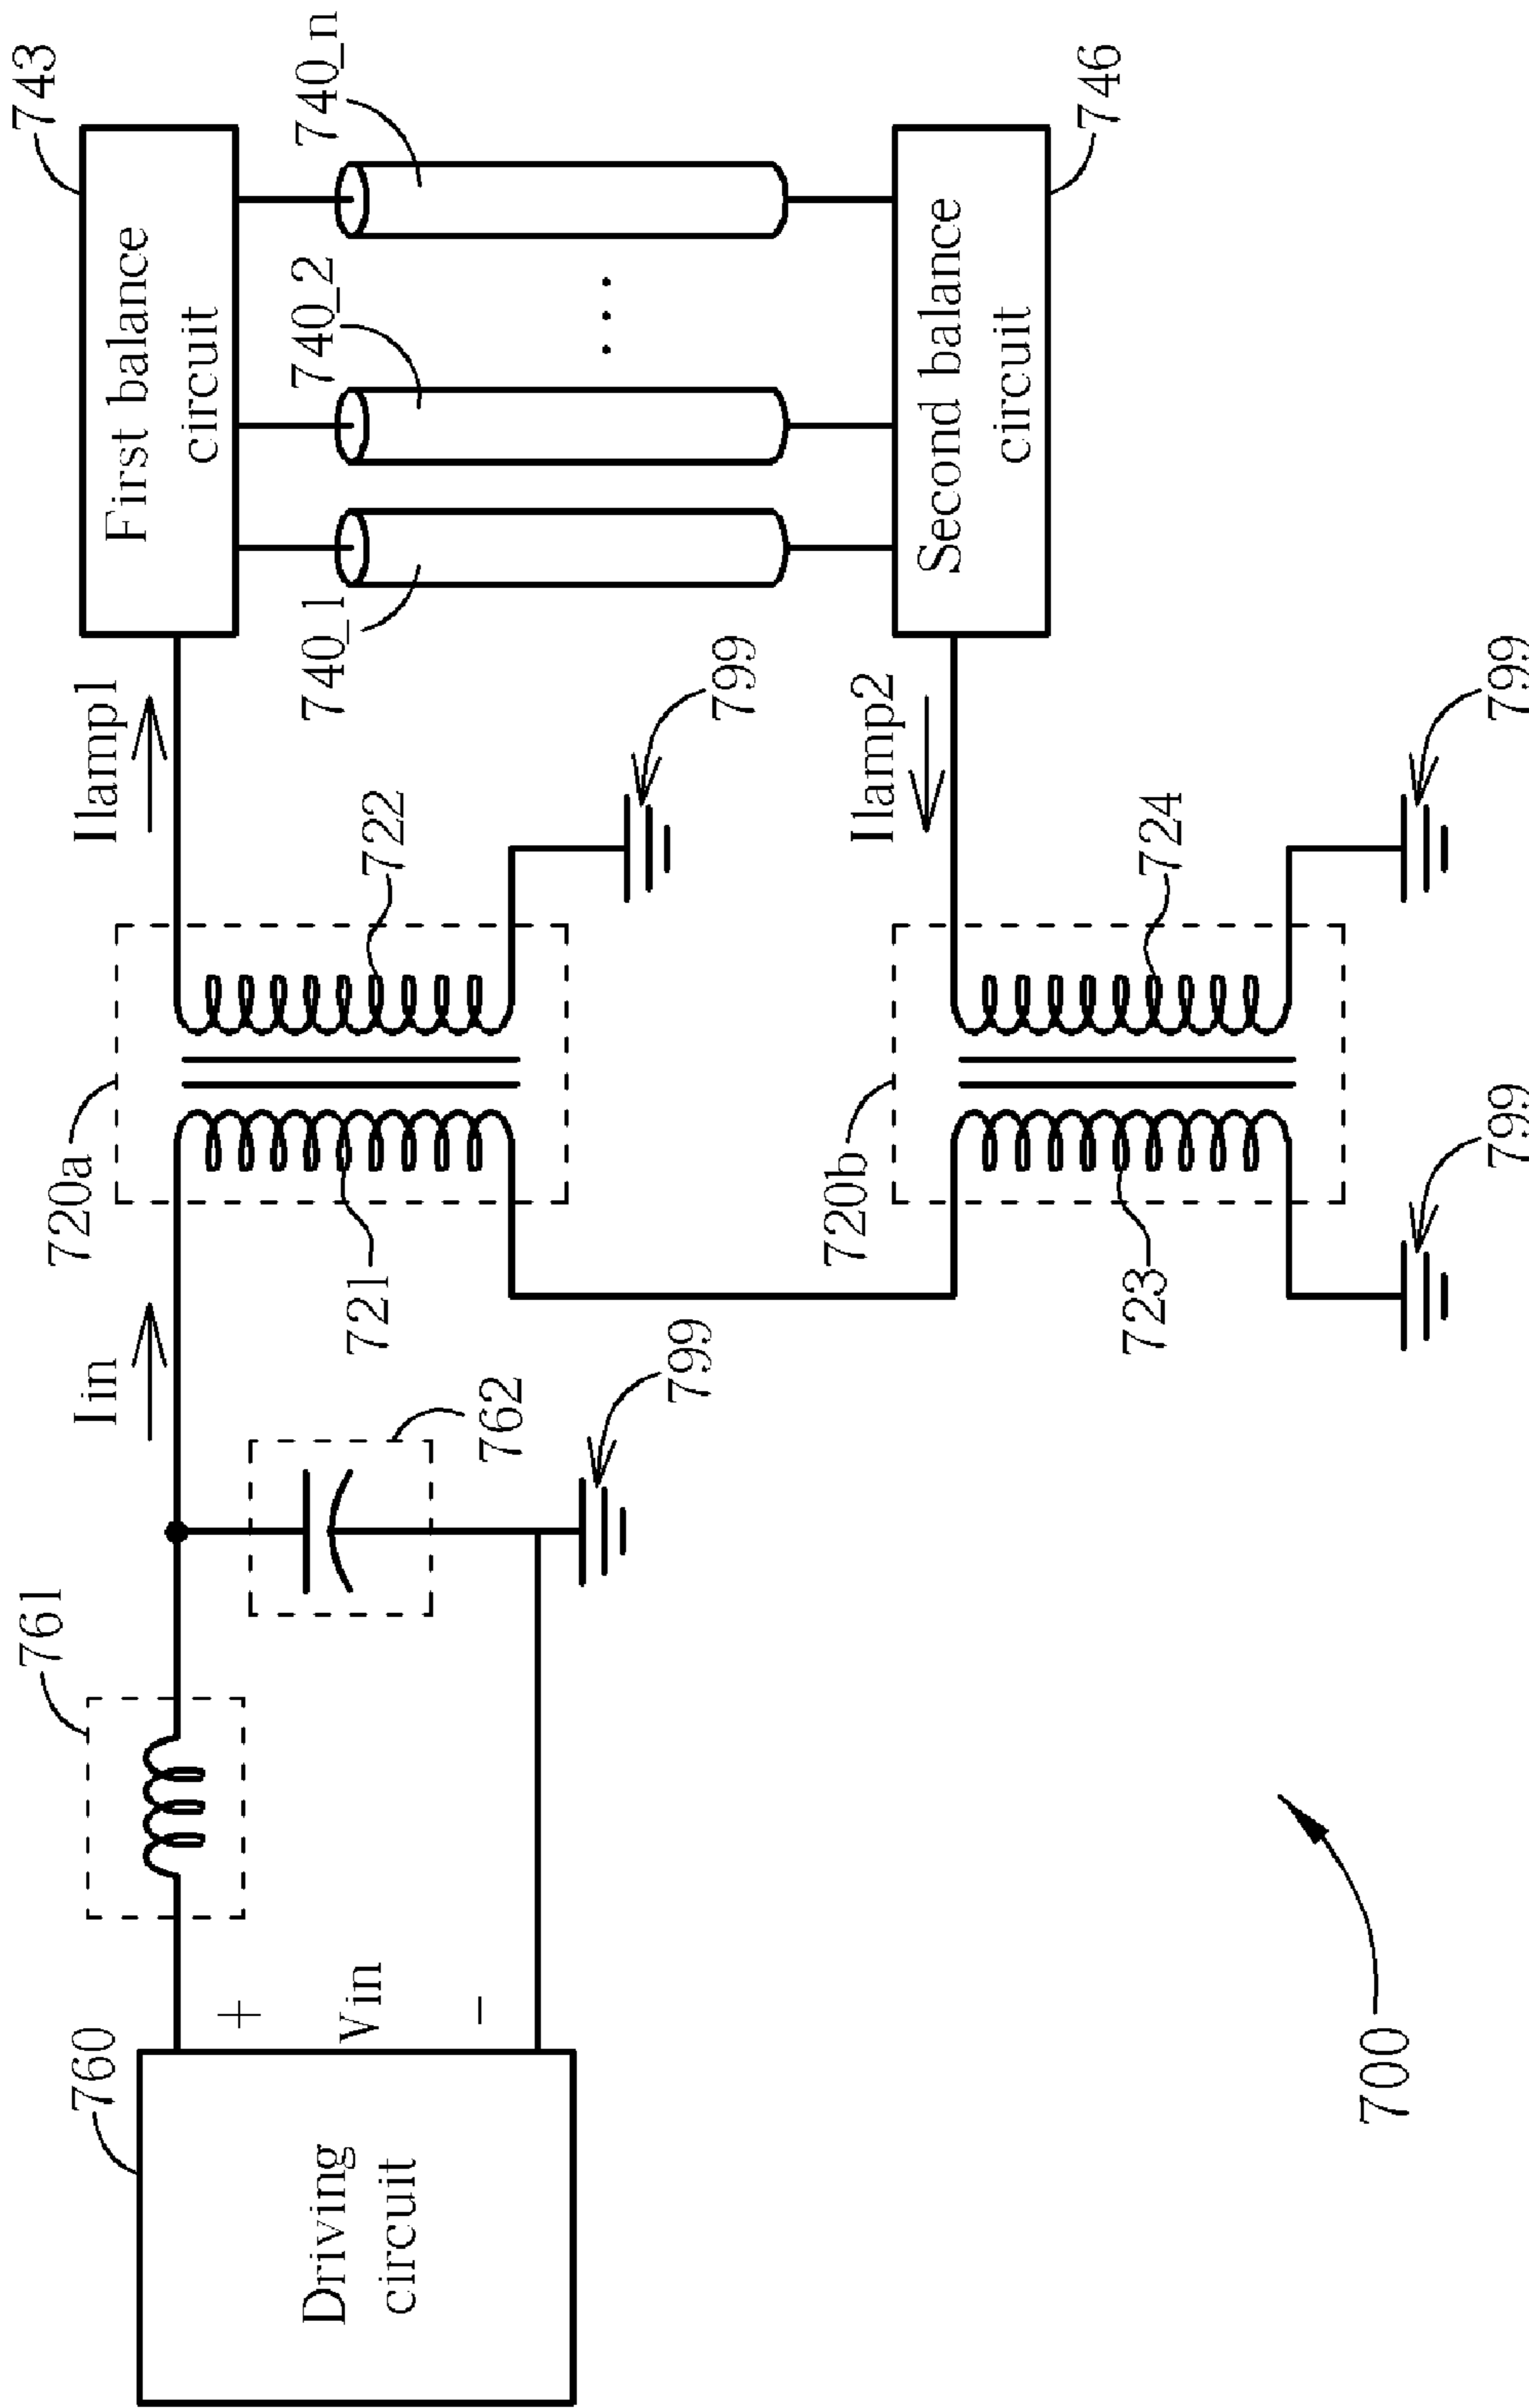 760
Driving
circuit
+
Vin
-
761
762
799
Iin
720a
721
722
Ilamp1
799
743
First balance
circuit
740_1
740_2
740_n
...
720b
723
724
Ilamp2
799
799
Second balance
circuit
746
700